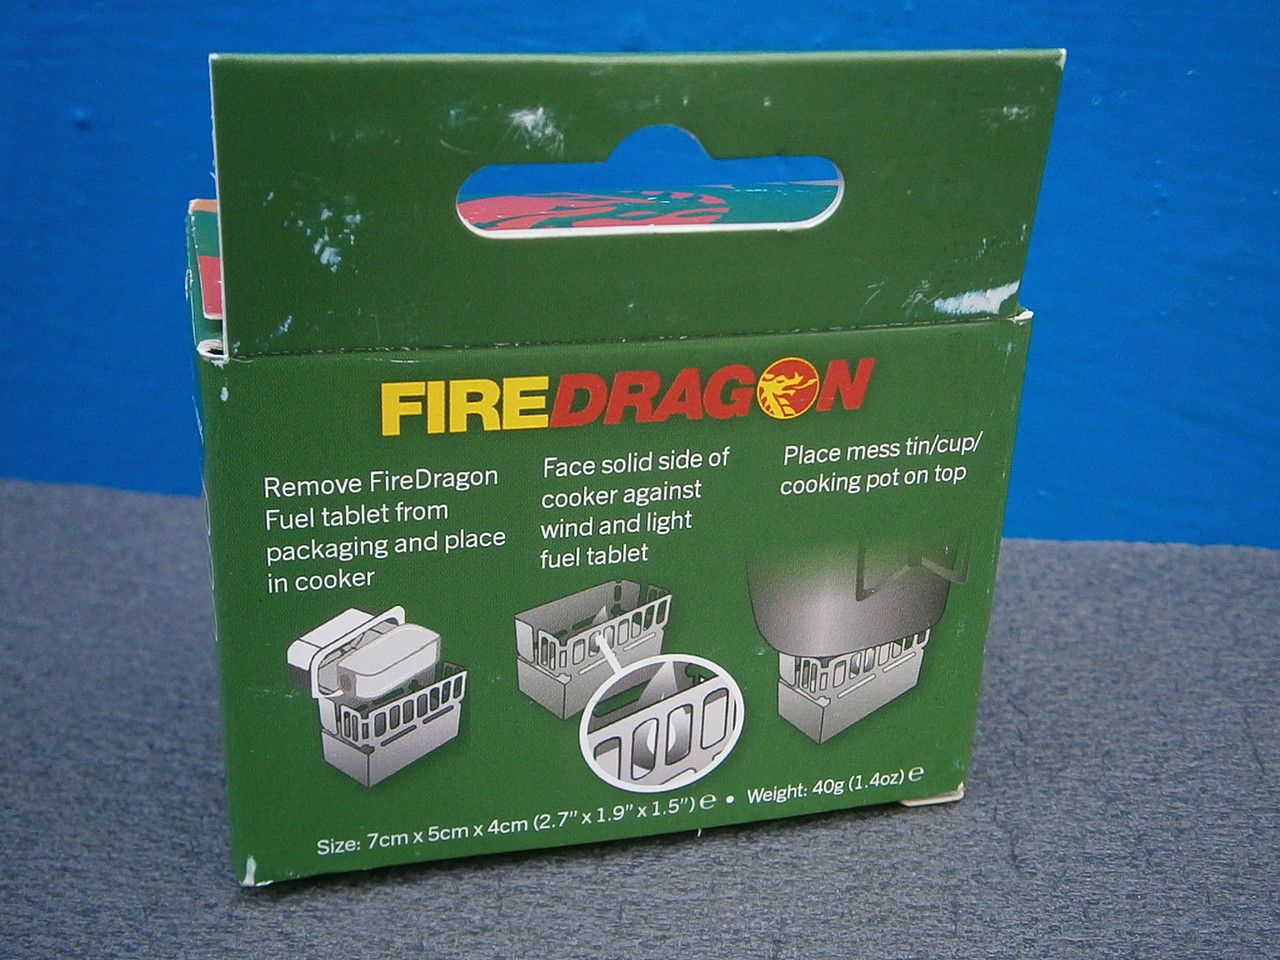 FIREDRAGON
Remove FireDragon
Fuel tablet from
packaging and place
in cooker
Face solid side of
cooker against
wind and light
fuel tablet
Place mess tin/cup/
cooking pot on top
Size: 7cm x 5cm x 4cm (2.7" x 1.9" x 1.5") ℮ • Weight: 40g (1.4oz) ℮